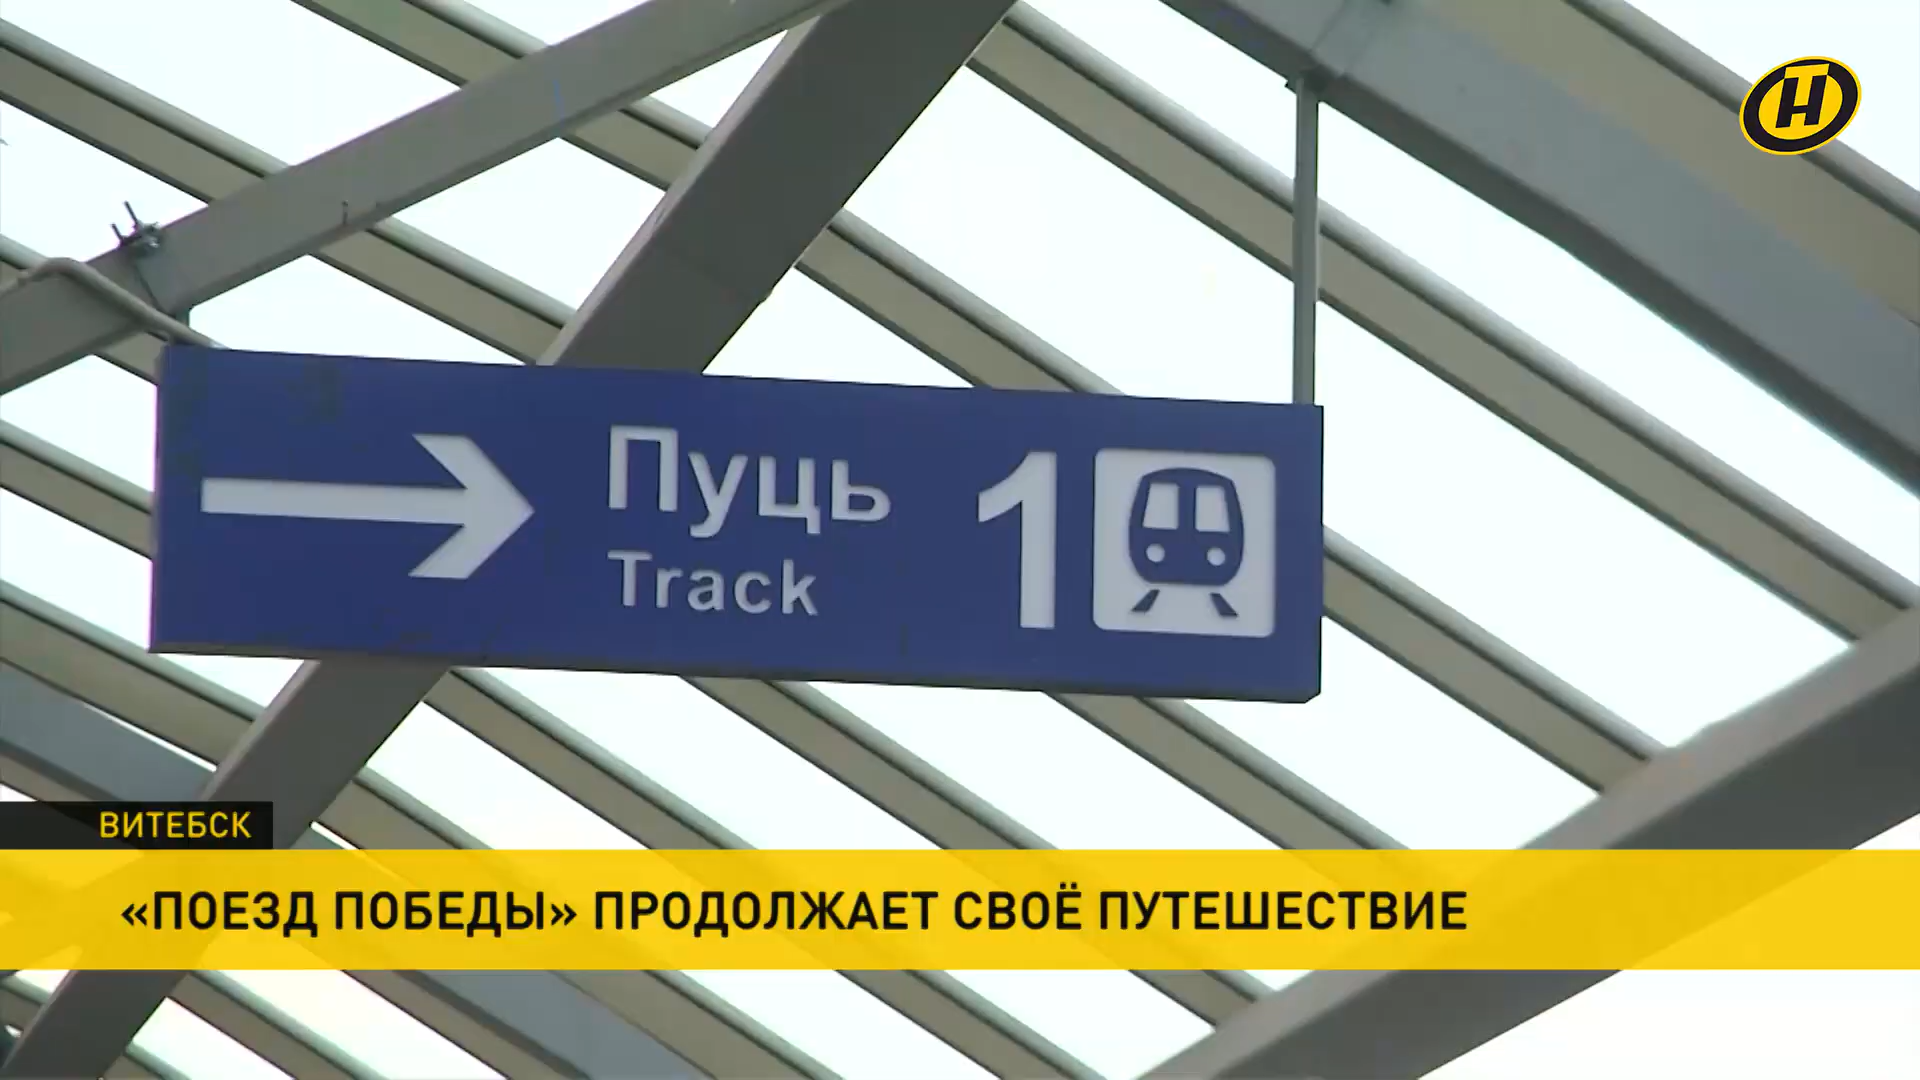 Пуць 1
Track
ВИТЕБСК
«ПОЕЗД ПОБЕДЫ» ПРОДОЛЖАЕТ СВОЁ ПУТЕШЕСТВИЕ